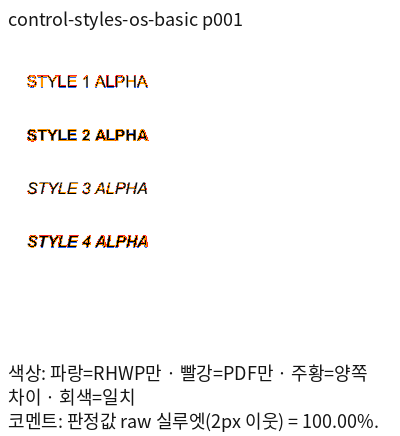 control-styles-os-basic p001
STYLE 1 ALPHA
STYLE 2 ALPHA
STYLE 3 ALPHA
STYLE 4 ALPHA
색상: 파랑=RHWP만 · 빨강=PDF만 · 주황=양쪽
차이 · 회색=일치
코멘트: 판정값 raw 실루엣(2px 이웃) = 100.00%.